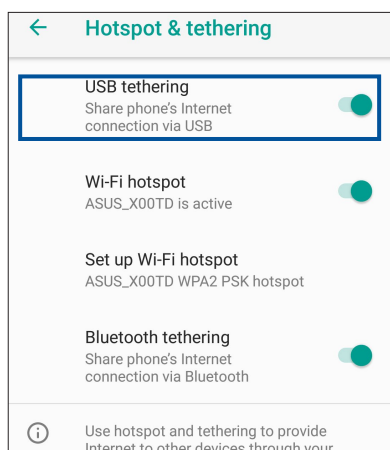 Hotspot & tethering
USB tethering
Share phone's Internet
connection via USB
Wi-Fi hotspot
ASUS_X00TD is active
Set up Wi-Fi hotspot
ASUS_X00TD WPA2 PSK hotspot
Bluetooth tethering
Share phone's Internet
connection via Bluetooth
Use hotspot and tethering to provide
Internet to other devices through your